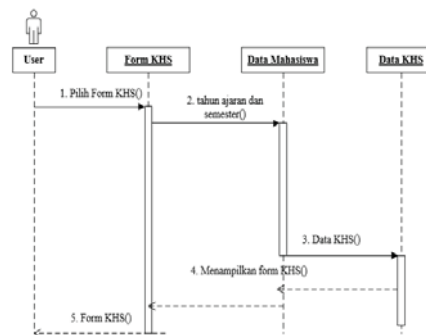 User
Form KHS
Data Mahasiswa
Data KHS
1. Pilih Form KHS()
2. tahun ajaran dan
semester()
3. Data KHS()
4. Menampilkan form KHS()
5. Form KHS()